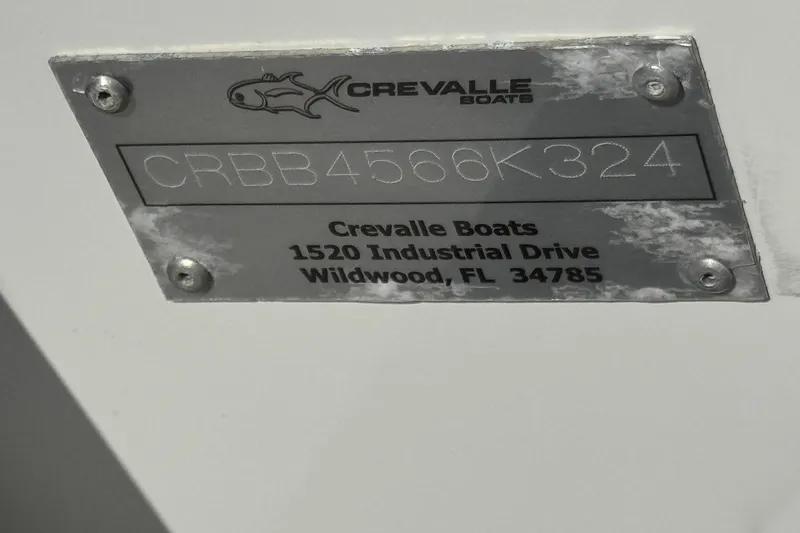 CREVALLE
BOATS
CRBB4566K324
Crevalle Boats
1520 Industrial Drive
Wildwood, FL 34785